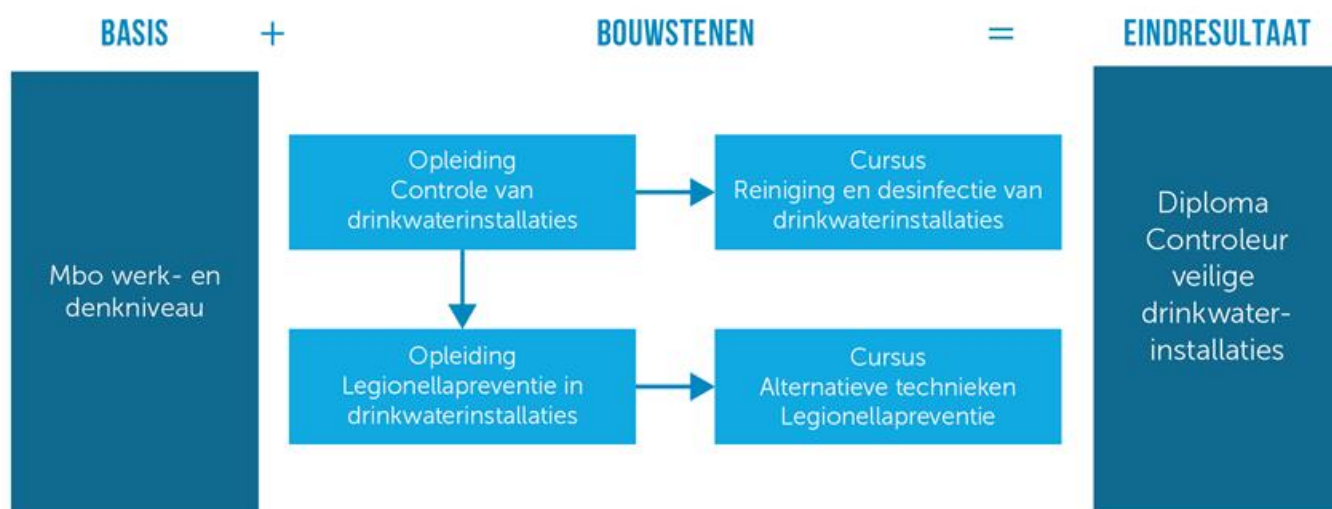 BASIS + BOUWSTENEN = EINDRESULTAAT
Mbo werk- en
denkniveau
Opleiding
Controle van
drinkwaterinstallaties
Cursus
Reiniging en desinfectie van
drinkwaterinstallaties
Opleiding
Legionellapreventie in
drinkwaterinstallaties
Cursus
Alternatieve technieken
Legionellapreventie
Diploma
Controleur
veilige
drinkwater-
installaties